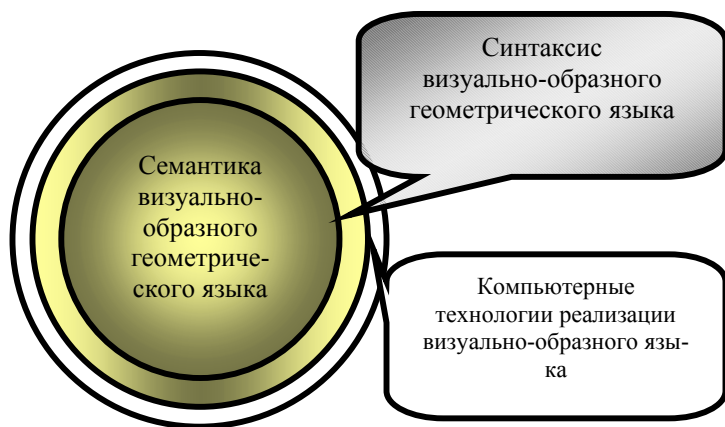 Синтаксис
визуально-образного
геометрического языка
Семантика
визуально-
образного
геометриче-
ского языка
Компьютерные
технологии реализации
визуально-образного язы-
ка